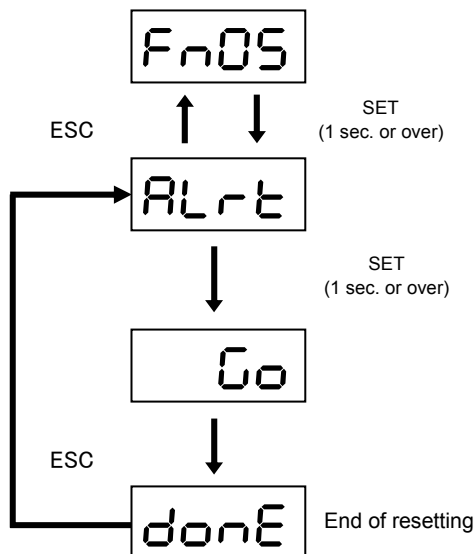 Fn05
ESC
SET
(1 sec. or over)
ALrt
SET
(1 sec. or over)
Go
ESC
donE
End of resetting